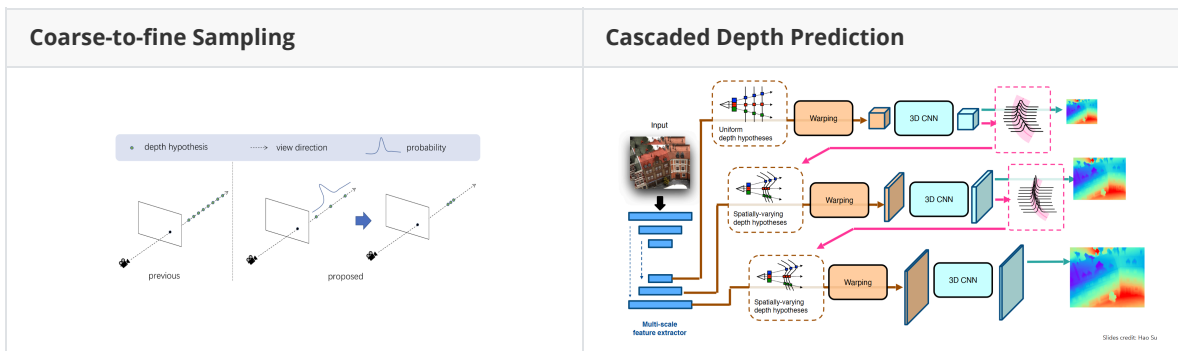 Coarse-to-fine Sampling
Cascaded Depth Prediction
depth hypothesis
view direction
probability
previous
proposed
Input
Multi-scale
feature extractor
Uniform
depth hypotheses
Warping
3D CNN
Spatially-varying
depth hypotheses
Warping
3D CNN
Spatially-varying
depth hypotheses
Warping
3D CNN
Slides credit: Hao Su